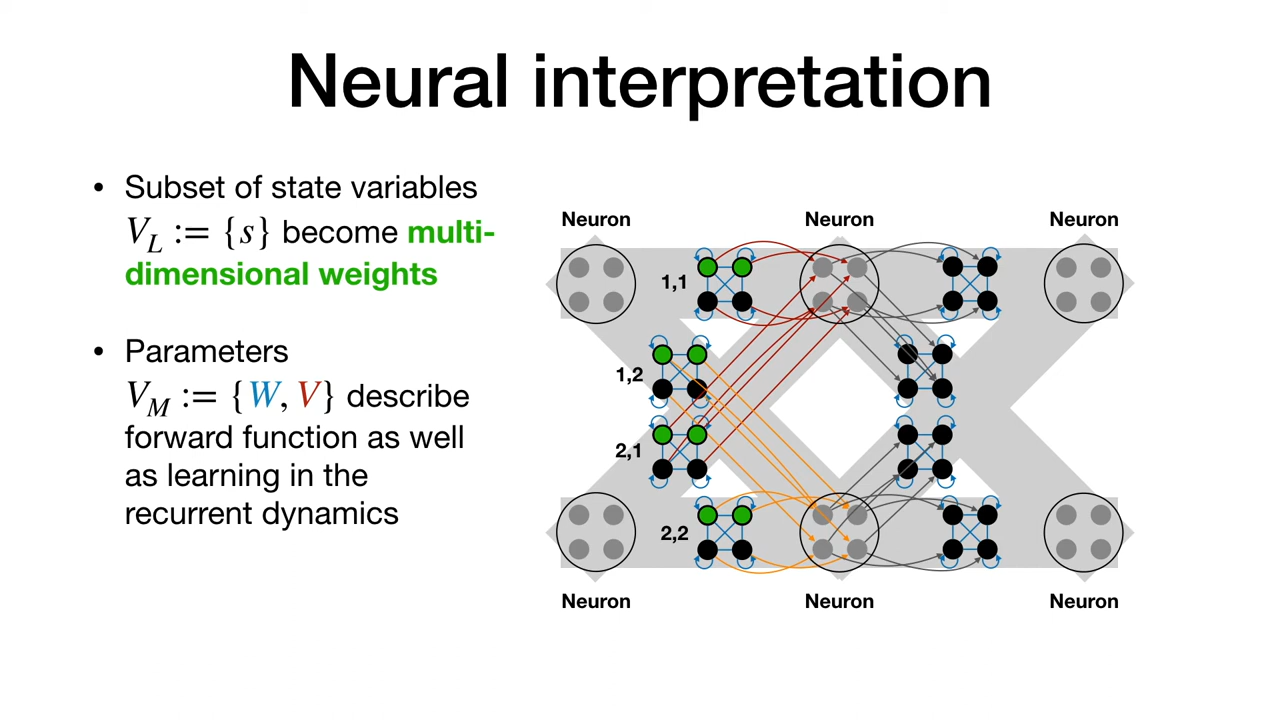 Neural interpretation
• Subset of state variables
V_L := {s} become multi-
dimensional weights
• Parameters
V_M := {W, V} describe
forward function as well
as learning in the
recurrent dynamics
Neuron Neuron Neuron
1,1
1,2
2,1
2,2
Neuron Neuron Neuron